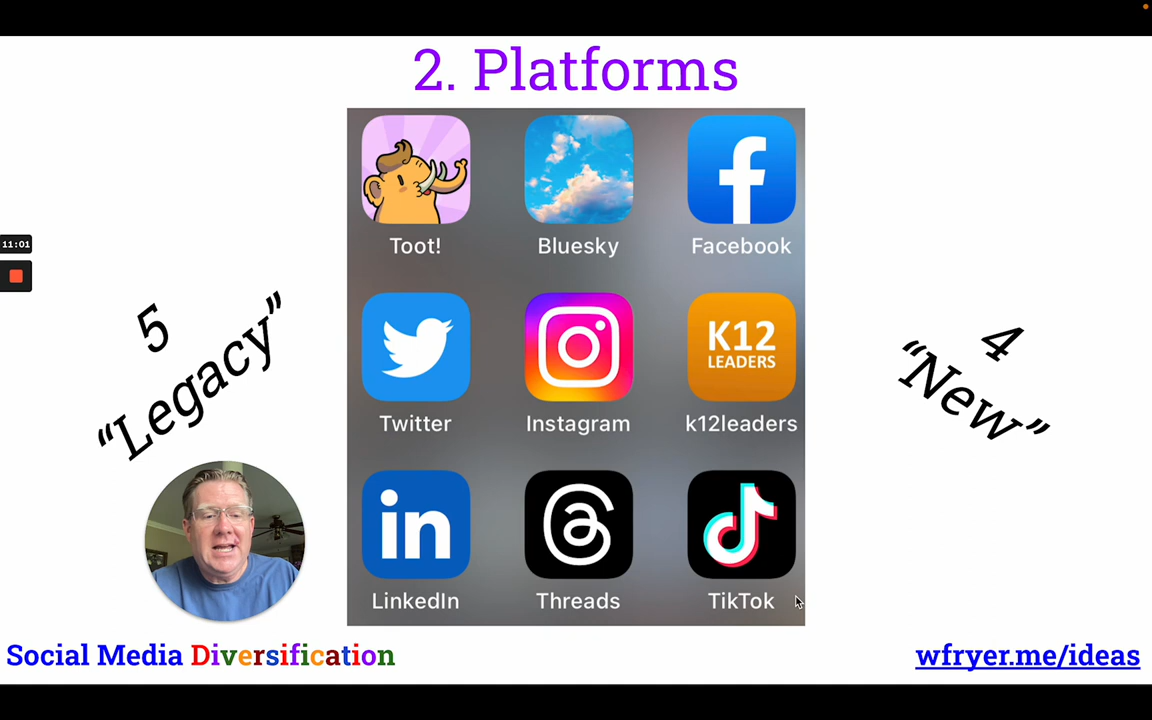 2. Platforms
Toot!
Bluesky
Facebook
11:01
5
“Legacy”
Twitter
Instagram
K12
LEADERS
k12leaders
4
“New”
in
LinkedIn
Threads
TikTok
Social Media Diversification
wfryer.me/ideas